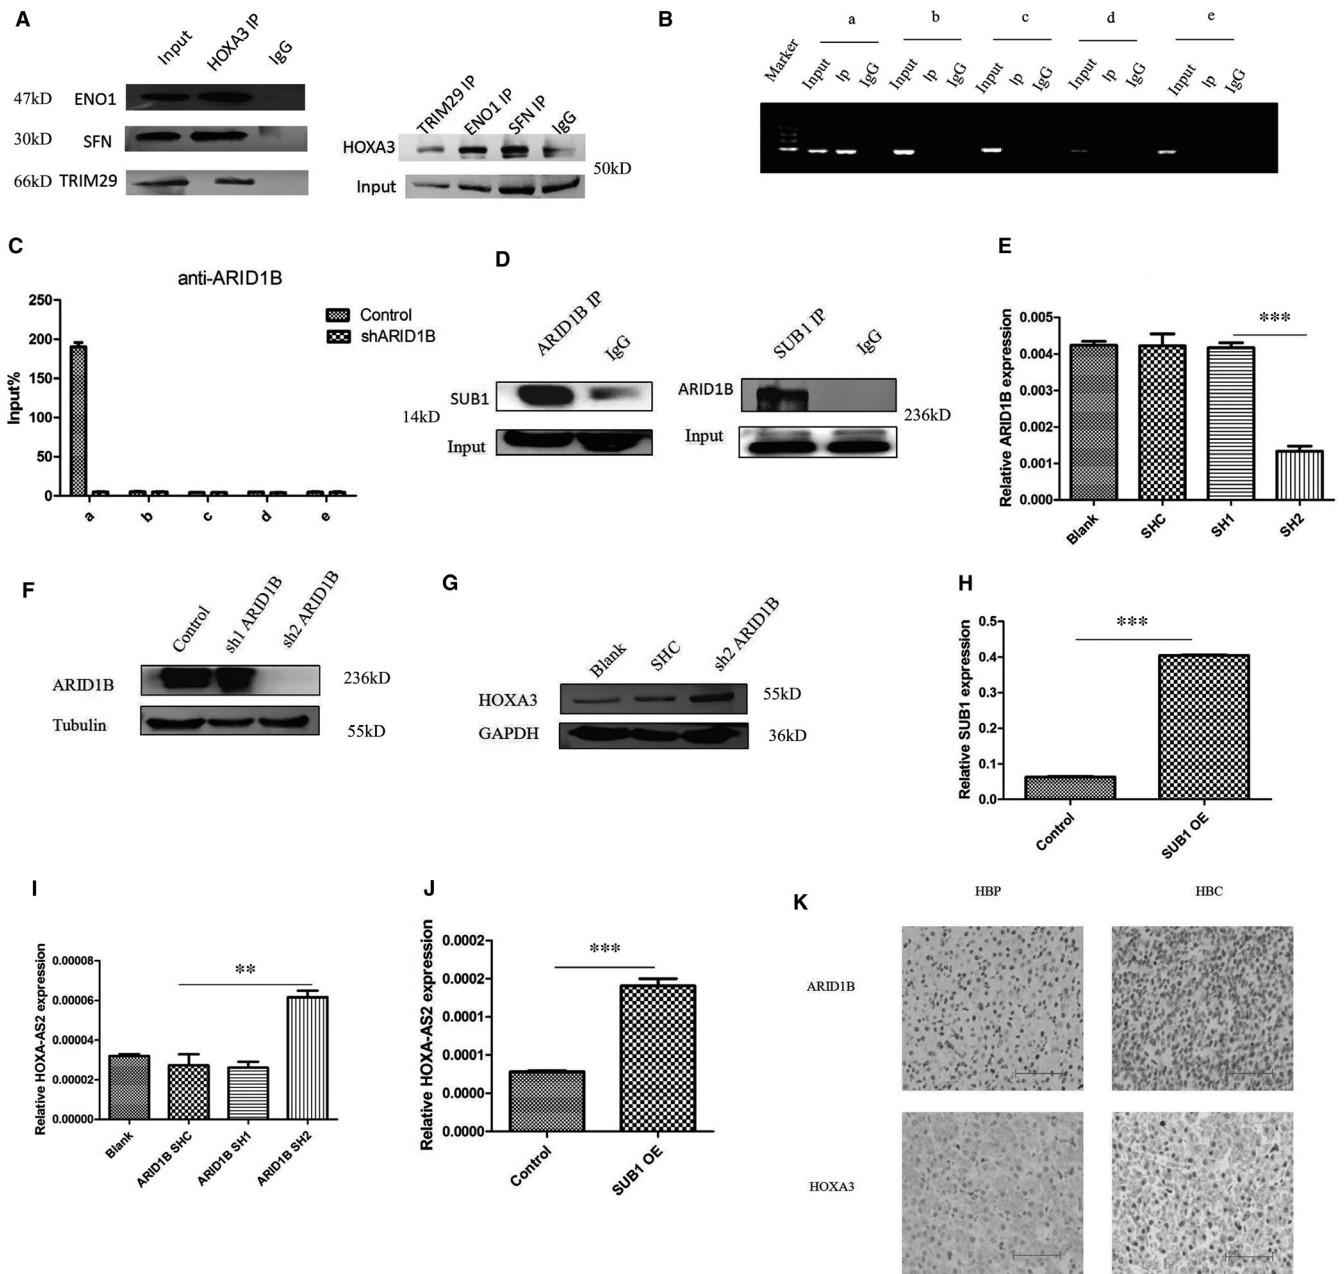 A
Input
HOXA3 IP
IgG
47kD ENO1
30kD SFN
66kD TRIM29
TRIM29 IP
ENO1 IP
SFN IP
IgG
HOXA3
50kD
Input
B
a b c d e
Marker Input Ip IgG Input Ip IgG Input Ip IgG Input Ip IgG Input Ip IgG
C
anti-ARID1B
Control
shARID1B
Input%
250
200
150
100
50
0
a b c d e
D
ARID1B IP
IgG
SUB1
14kD
Input
SUB1 IP
IgG
ARID1B
236kD
Input
E
***
Relative ARID1B expression
0.005
0.004
0.003
0.002
0.001
0.000
Blank SHC SH1 SH2
F
Control
sh1 ARID1B
sh2 ARID1B
ARID1B 236kD
Tubulin 55kD
G
Blank
SHC
sh2 ARID1B
HOXA3 55kD
GAPDH 36kD
H
***
Relative SUB1 expression
0.5
0.4
0.3
0.2
0.1
0.0
Control SUB1 OE
I
**
Relative HOXA-AS2 expression
0.00008
0.00006
0.00004
0.00002
0.00000
Blank ARID1B SHC ARID1B SH1 ARID1B SH2
J
***
Relative HOXA-AS2 expression
0.0002
0.0002
0.0001
0.0001
0.0000
0.0000
Control SUB1 OE
K
HBP HBC
ARID1B
HOXA3